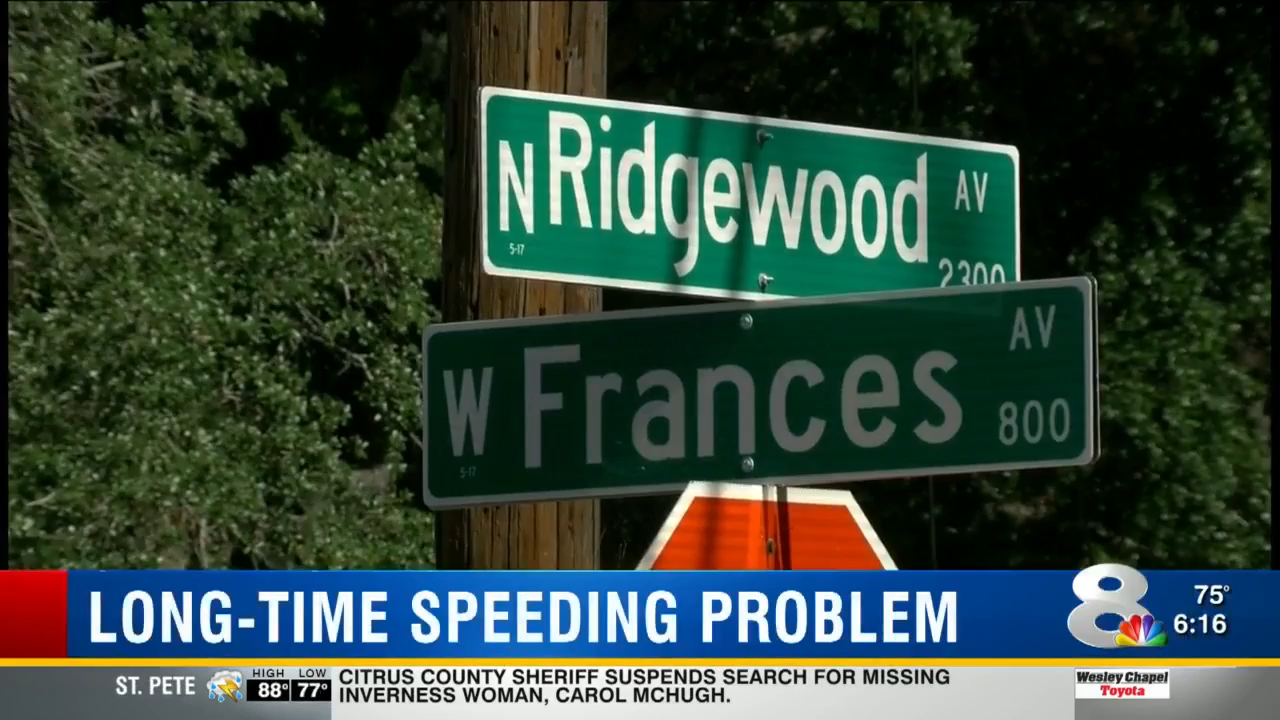 N Ridgewood AV
5-17
2300
W Frances AV
5-17
800
LONG-TIME SPEEDING PROBLEM
8
75°
6:16
ST. PETE
HIGH LOW
88° 77°
CITRUS COUNTY SHERIFF SUSPENDS SEARCH FOR MISSING
INVERNESS WOMAN, CAROL MCHUGH.
Wesley Chapel
Toyota